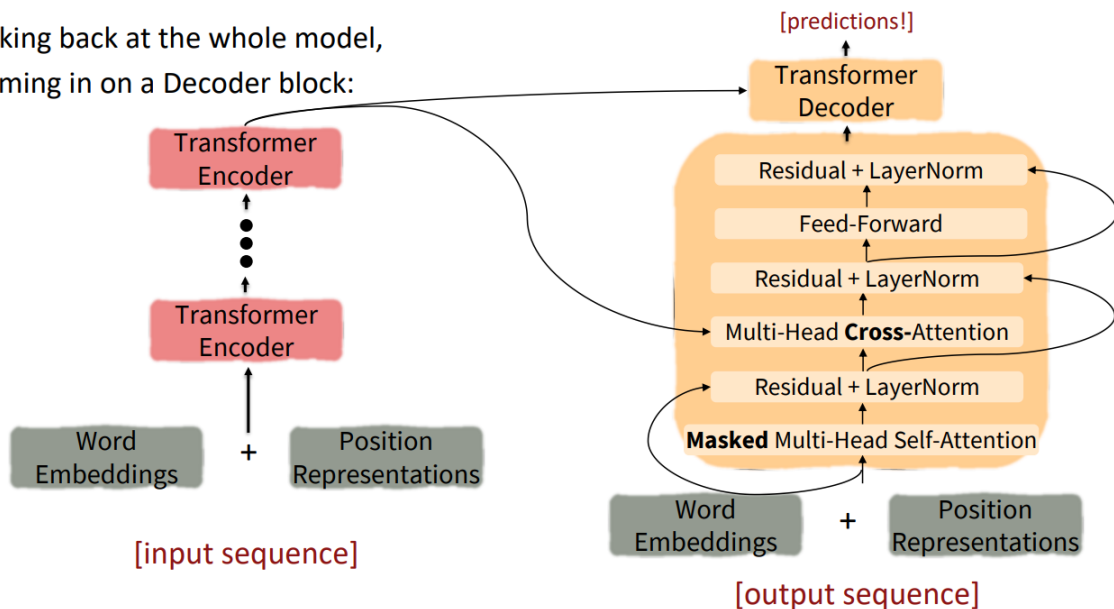 king back at the whole model,
ming in on a Decoder block:
[predictions!]
Transformer
Decoder
Transformer
Encoder
Transformer
Encoder
Word
Embeddings
+
Position
Representations
[input sequence]
Residual + LayerNorm
Feed-Forward
Residual + LayerNorm
Multi-Head Cross-Attention
Residual + LayerNorm
Masked Multi-Head Self-Attention
Word
Embeddings
+
Position
Representations
[output sequence]